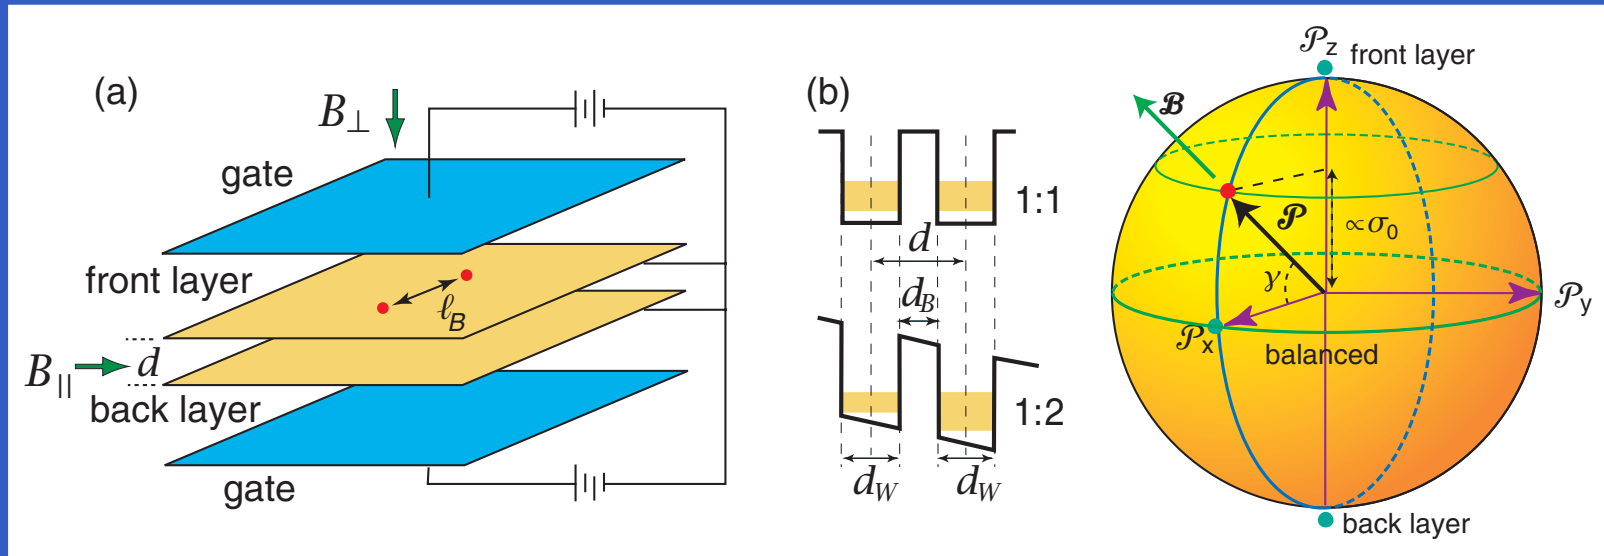 (a)
B⊥
gate
front layer
ℓB
B||
d
back layer
gate
(b)
1:1
d
dB
1:2
dW
dW
𝒫z
front layer
ℬ
𝒫
∝σ0
γ
𝒫y
𝒫x
balanced
back layer